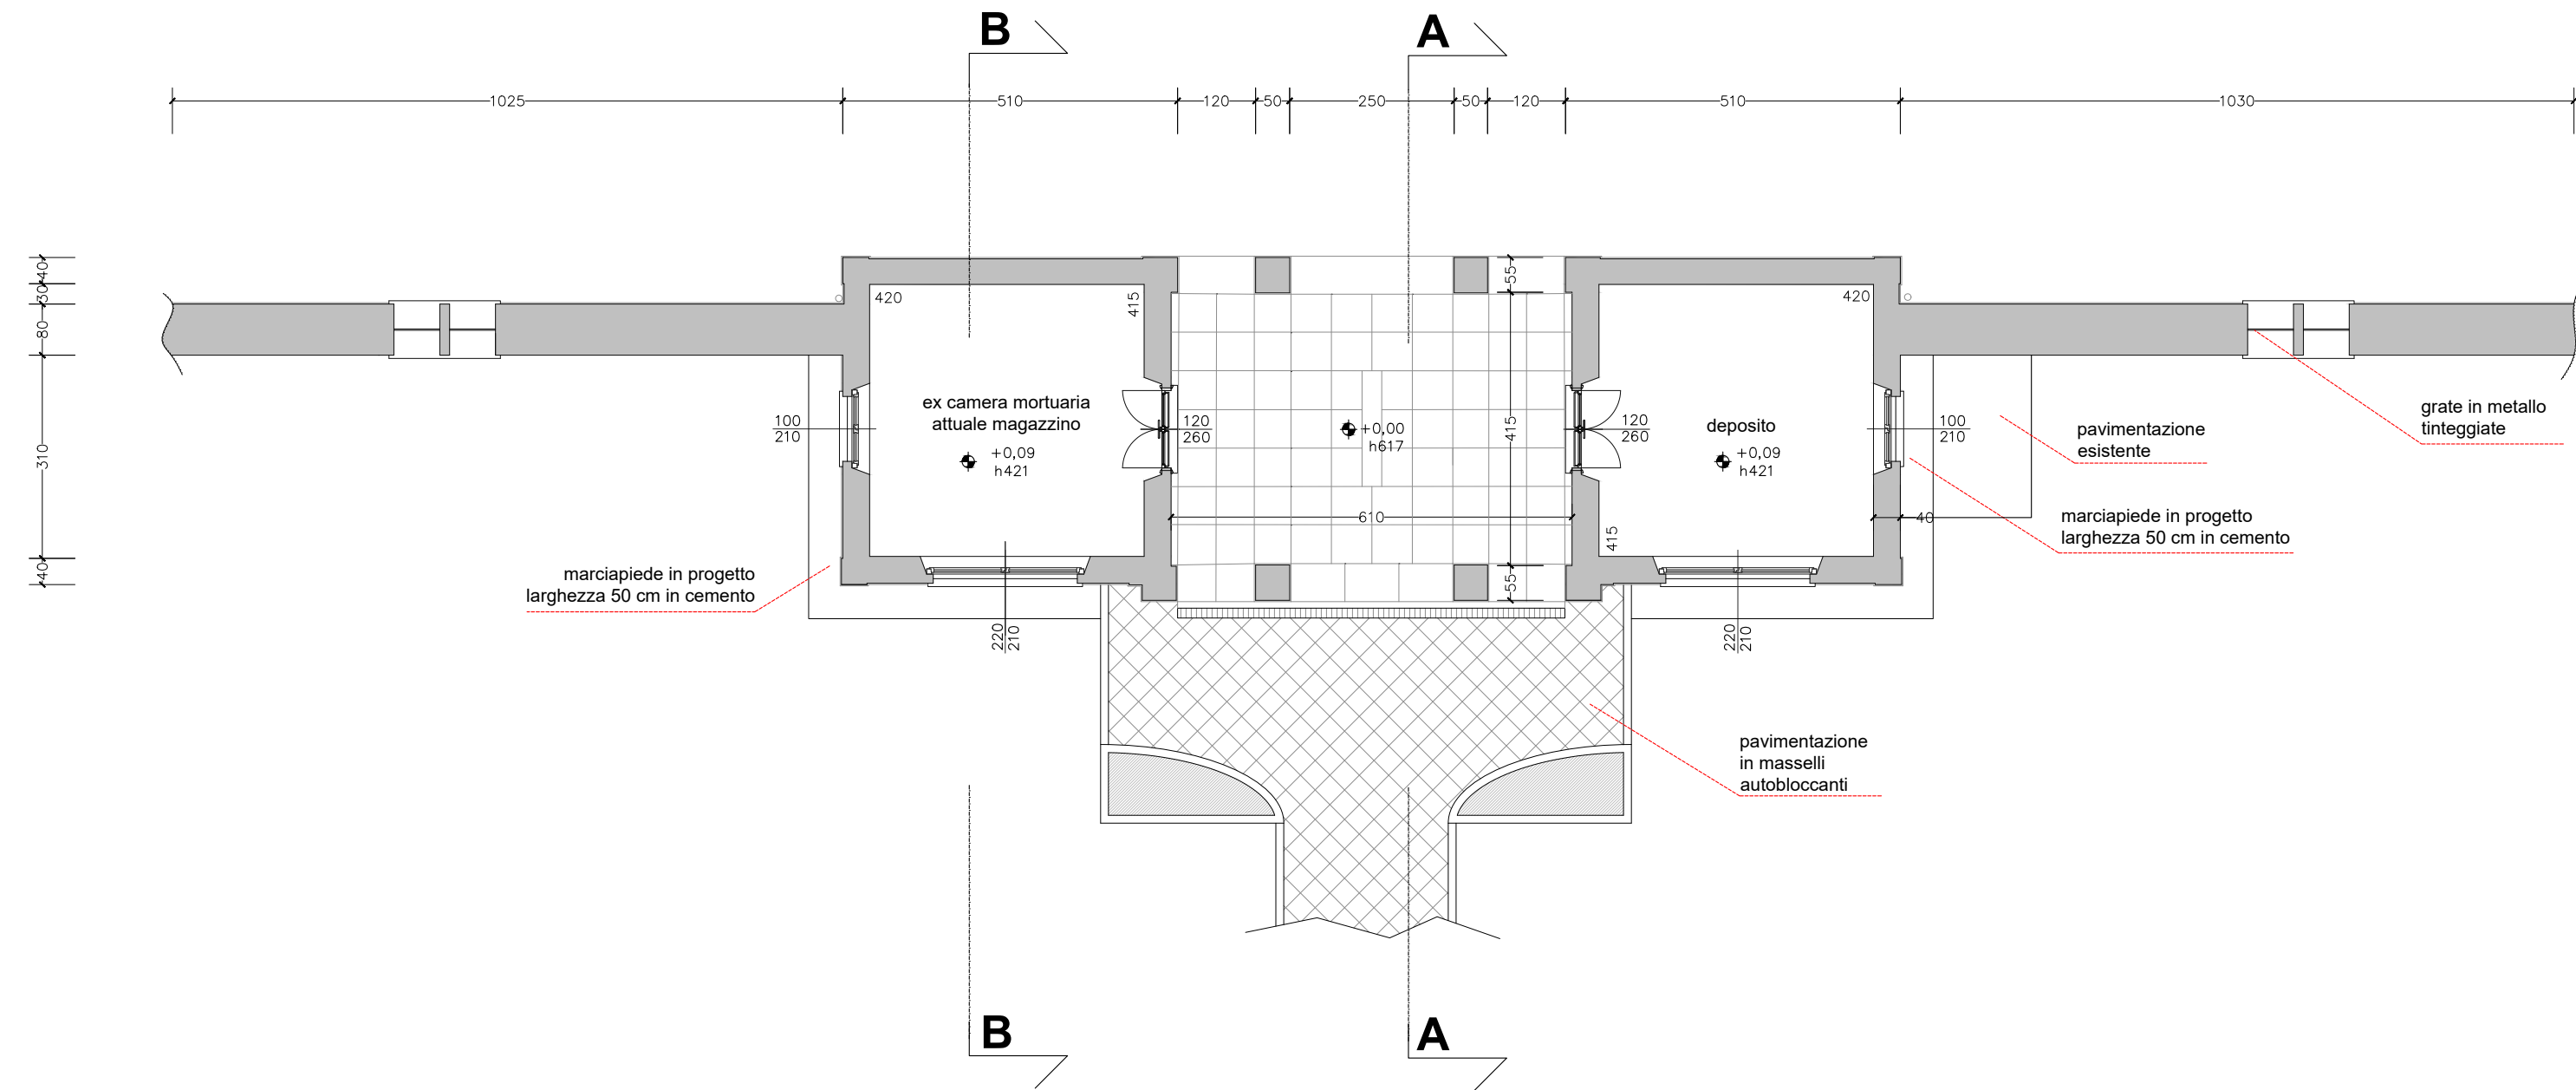 B
A
1025
510
120
50
250
50
120
510
1030
40
30
80
310
40
420
415
55
420
ex camera mortuaria
attuale magazzino
+0,09
h421
100
210
120
260
+0,00
h617
415
120
260
deposito
+0,09
h421
100
210
pavimentazione
esistente
grate in metallo
tinteggiate
610
415
40
marciapiede in progetto
larghezza 50 cm in cemento
marciapiede in progetto
larghezza 50 cm in cemento
55
220
210
220
210
pavimentazione
in masselli
autobloccanti
B
A